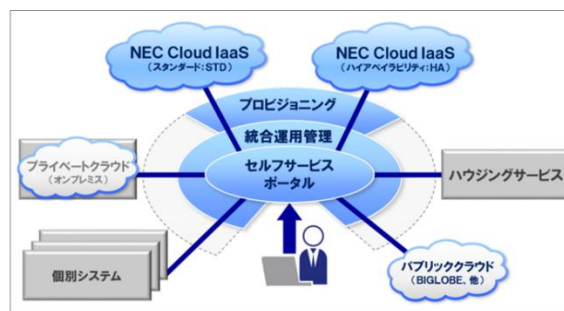 NEC Cloud IaaS
（スタンダード：STD）
NEC Cloud IaaS
（ハイアベイラビリティ：HA）
プロビジョニング
統合運用管理
セルフサービス
ポータル
プライベートクラウド
（オンプレミス）
ハウジングサービス
個別システム
パブリッククラウド
（BIGLOBE、他）